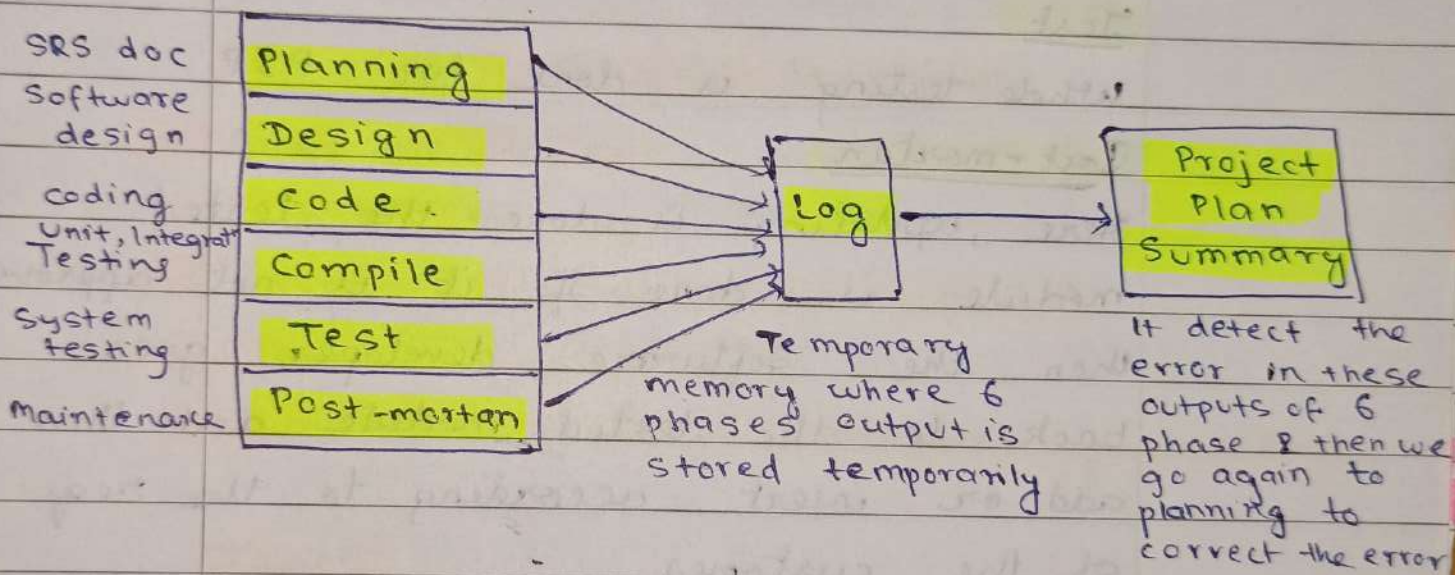 SRS doc
Software
design
coding
Unit, Integrat
Testing
System
testing
Maintenance
Planning
Design
Code.
Compile
Test
Post-mortan
Log
Temporary
memory where 6
phases output is
stored temporarily
Project
Plan
Summary
It detect the
error in these
outputs of 6
phase & then we
go again to
planning to
correct the error